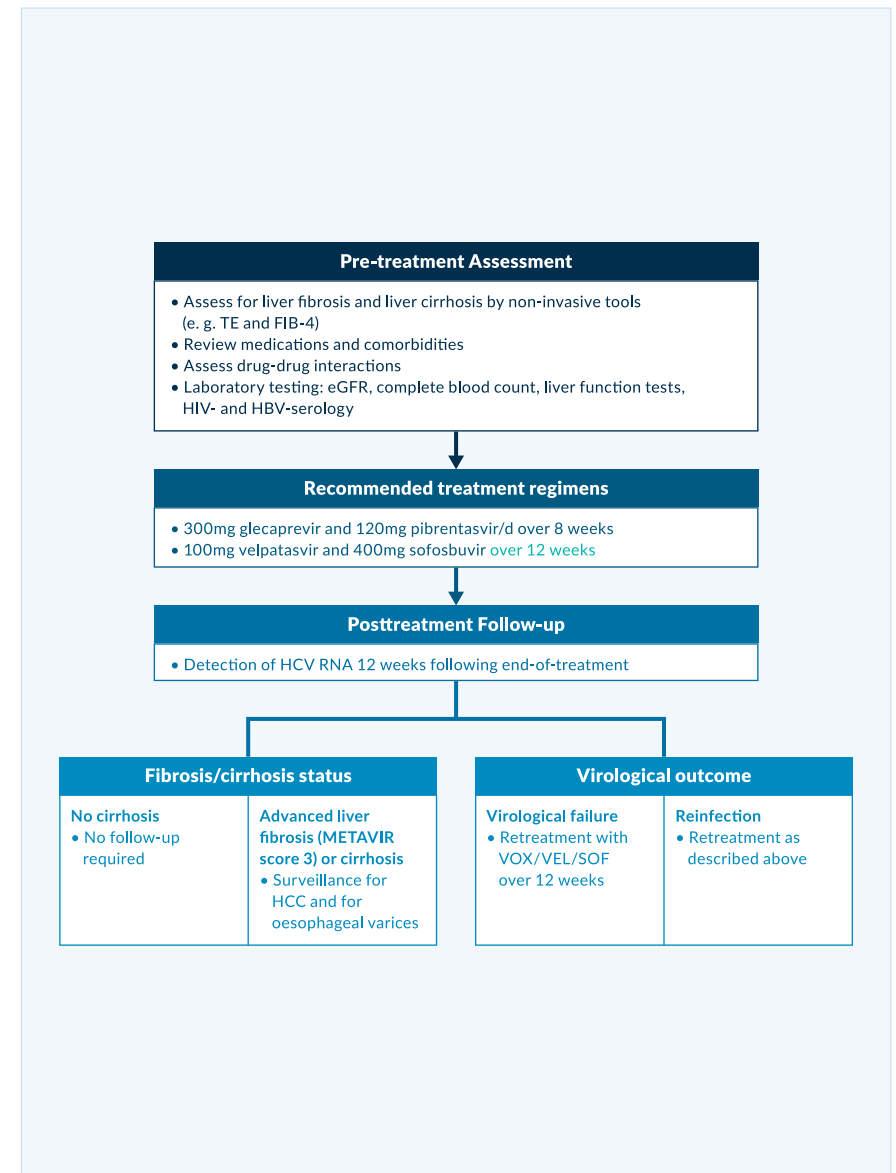 Pre-treatment Assessment
• Assess for liver fibrosis and liver cirrhosis by non-invasive tools
(e. g. TE and FIB-4)
• Review medications and comorbidities
• Assess drug-drug interactions
• Laboratory testing: eGFR, complete blood count, liver function tests,
HIV- and HBV-serology
Recommended treatment regimens
• 300mg glecaprevir and 120mg pibrentasvir/d over 8 weeks
• 100mg velpatasvir and 400mg sofosbuvir over 12 weeks
Posttreatment Follow-up
• Detection of HCV RNA 12 weeks following end-of-treatment
Fibrosis/cirrhosis status
No cirrhosis
• No follow-up
required
Advanced liver
fibrosis (METAVIR
score 3) or cirrhosis
• Surveillance for
HCC and for
oesophageal varices
Virological outcome
Virological failure
• Retreatment with
VOX/VEL/SOF
over 12 weeks
Reinfection
• Retreatment as
described above